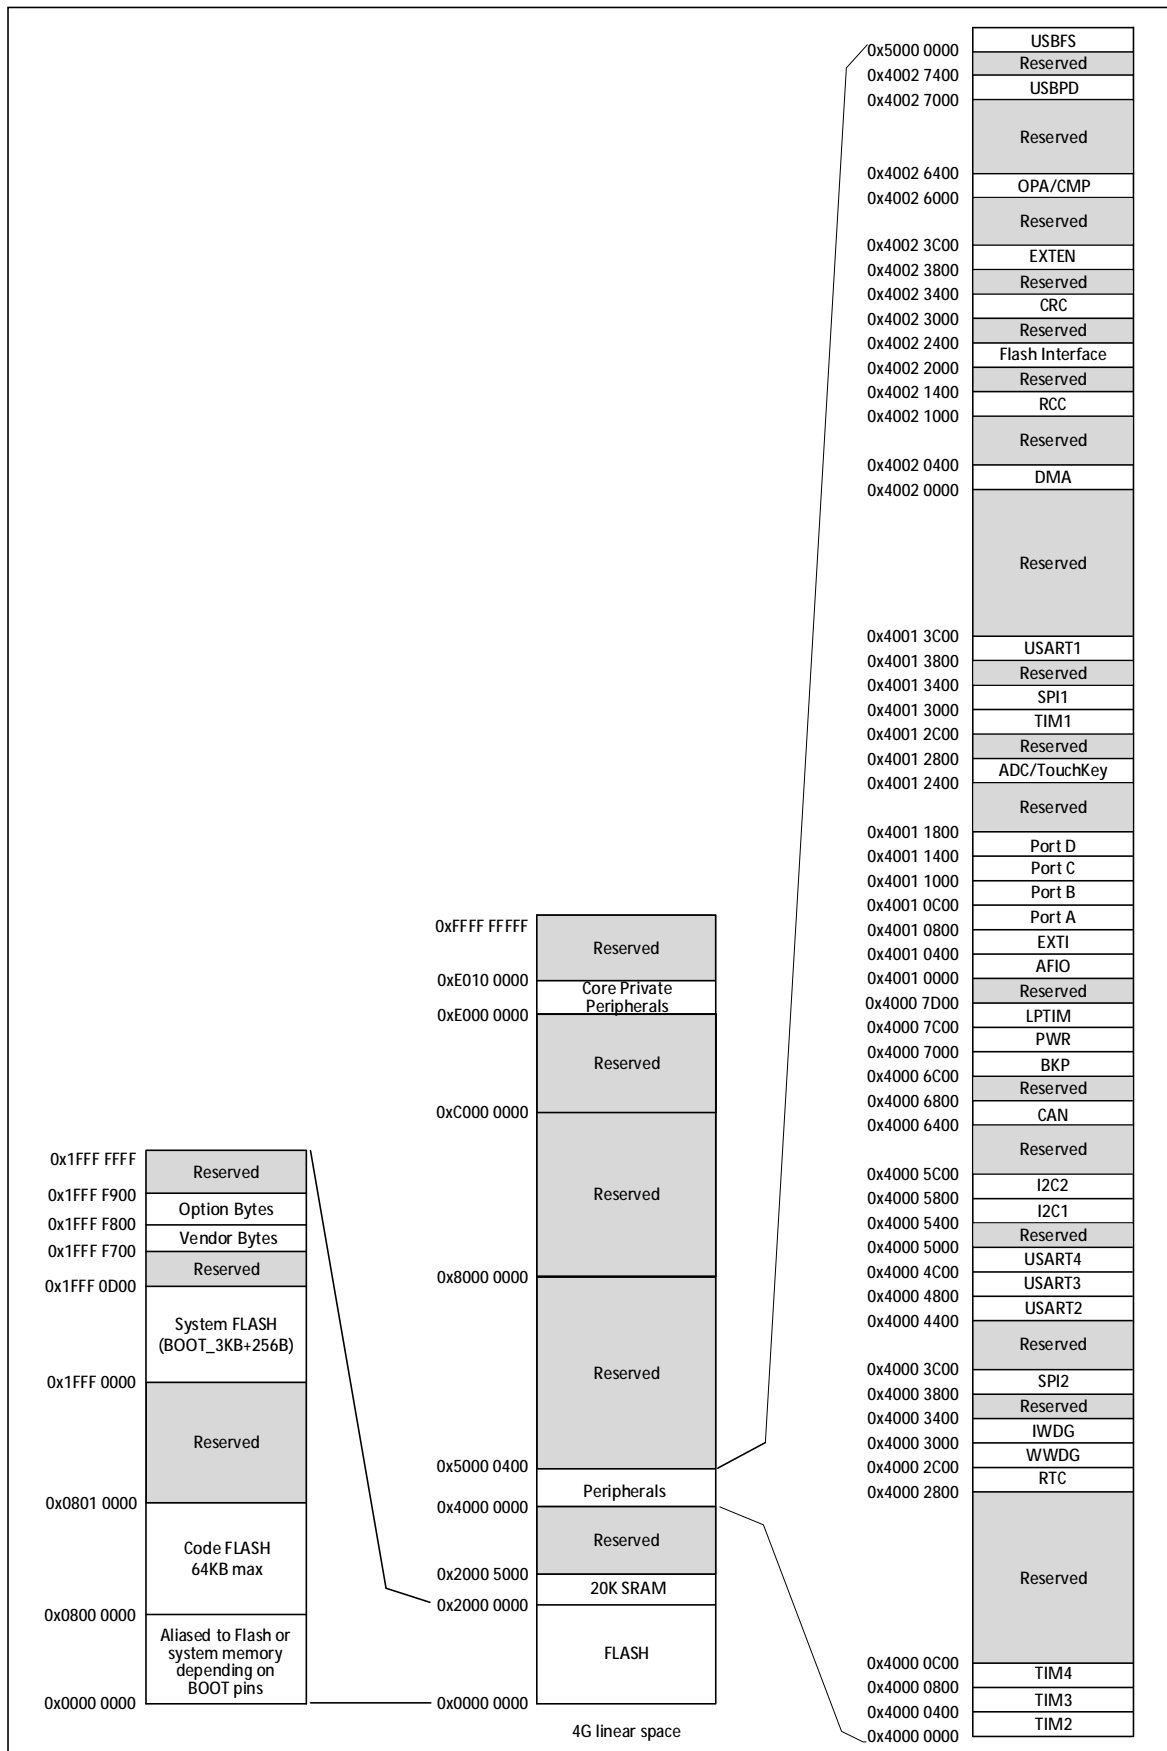 0x1FFF FFFF
Reserved
0x1FFF F900
Option Bytes
0x1FFF F800
Vendor Bytes
0x1FFF F700
Reserved
0x1FFF 0D00
System FLASH
(BOOT_3KB+256B)
0x1FFF 0000
Reserved
0x0801 0000
Code FLASH
64KB max
0x0800 0000
Aliased to Flash or
system memory
depending on
BOOT pins
0x0000 0000
0xFFFF FFFFF
Reserved
0xE010 0000
Core Private
Peripherals
0xE000 0000
Reserved
0xC000 0000
Reserved
0x8000 0000
Reserved
0x5000 0400
Peripherals
0x4000 0000
Reserved
0x2000 5000
20K SRAM
0x2000 0000
FLASH
0x0000 0000
4G linear space
USBFS
0x5000 0000
Reserved
0x4002 7400
USBPD
0x4002 7000
Reserved
0x4002 6400
OPA/CMP
0x4002 6000
Reserved
0x4002 3C00
EXTEN
0x4002 3800
Reserved
0x4002 3400
CRC
0x4002 3000
Reserved
0x4002 2400
Flash Interface
0x4002 2000
Reserved
0x4002 1400
RCC
0x4002 1000
Reserved
0x4002 0400
DMA
0x4002 0000
Reserved
0x4001 3C00
USART1
0x4001 3800
Reserved
0x4001 3400
SPI1
0x4001 3000
TIM1
0x4001 2C00
Reserved
0x4001 2800
ADC/TouchKey
0x4001 2400
Reserved
0x4001 1800
Port D
0x4001 1400
Port C
0x4001 1000
Port B
0x4001 0C00
Port A
0x4001 0800
EXTI
0x4001 0400
AFIO
0x4001 0000
Reserved
0x4000 7D00
LPTIM
0x4000 7C00
PWR
0x4000 7000
BKP
0x4000 6C00
Reserved
0x4000 6800
CAN
0x4000 6400
Reserved
0x4000 5C00
I2C2
0x4000 5800
I2C1
0x4000 5400
Reserved
0x4000 5000
USART4
0x4000 4C00
USART3
0x4000 4800
USART2
0x4000 4400
Reserved
0x4000 3C00
SPI2
0x4000 3800
Reserved
0x4000 3400
IWDG
0x4000 3000
WWDG
0x4000 2C00
RTC
0x4000 2800
Reserved
0x4000 0C00
TIM4
0x4000 0800
TIM3
0x4000 0400
TIM2
0x4000 0000